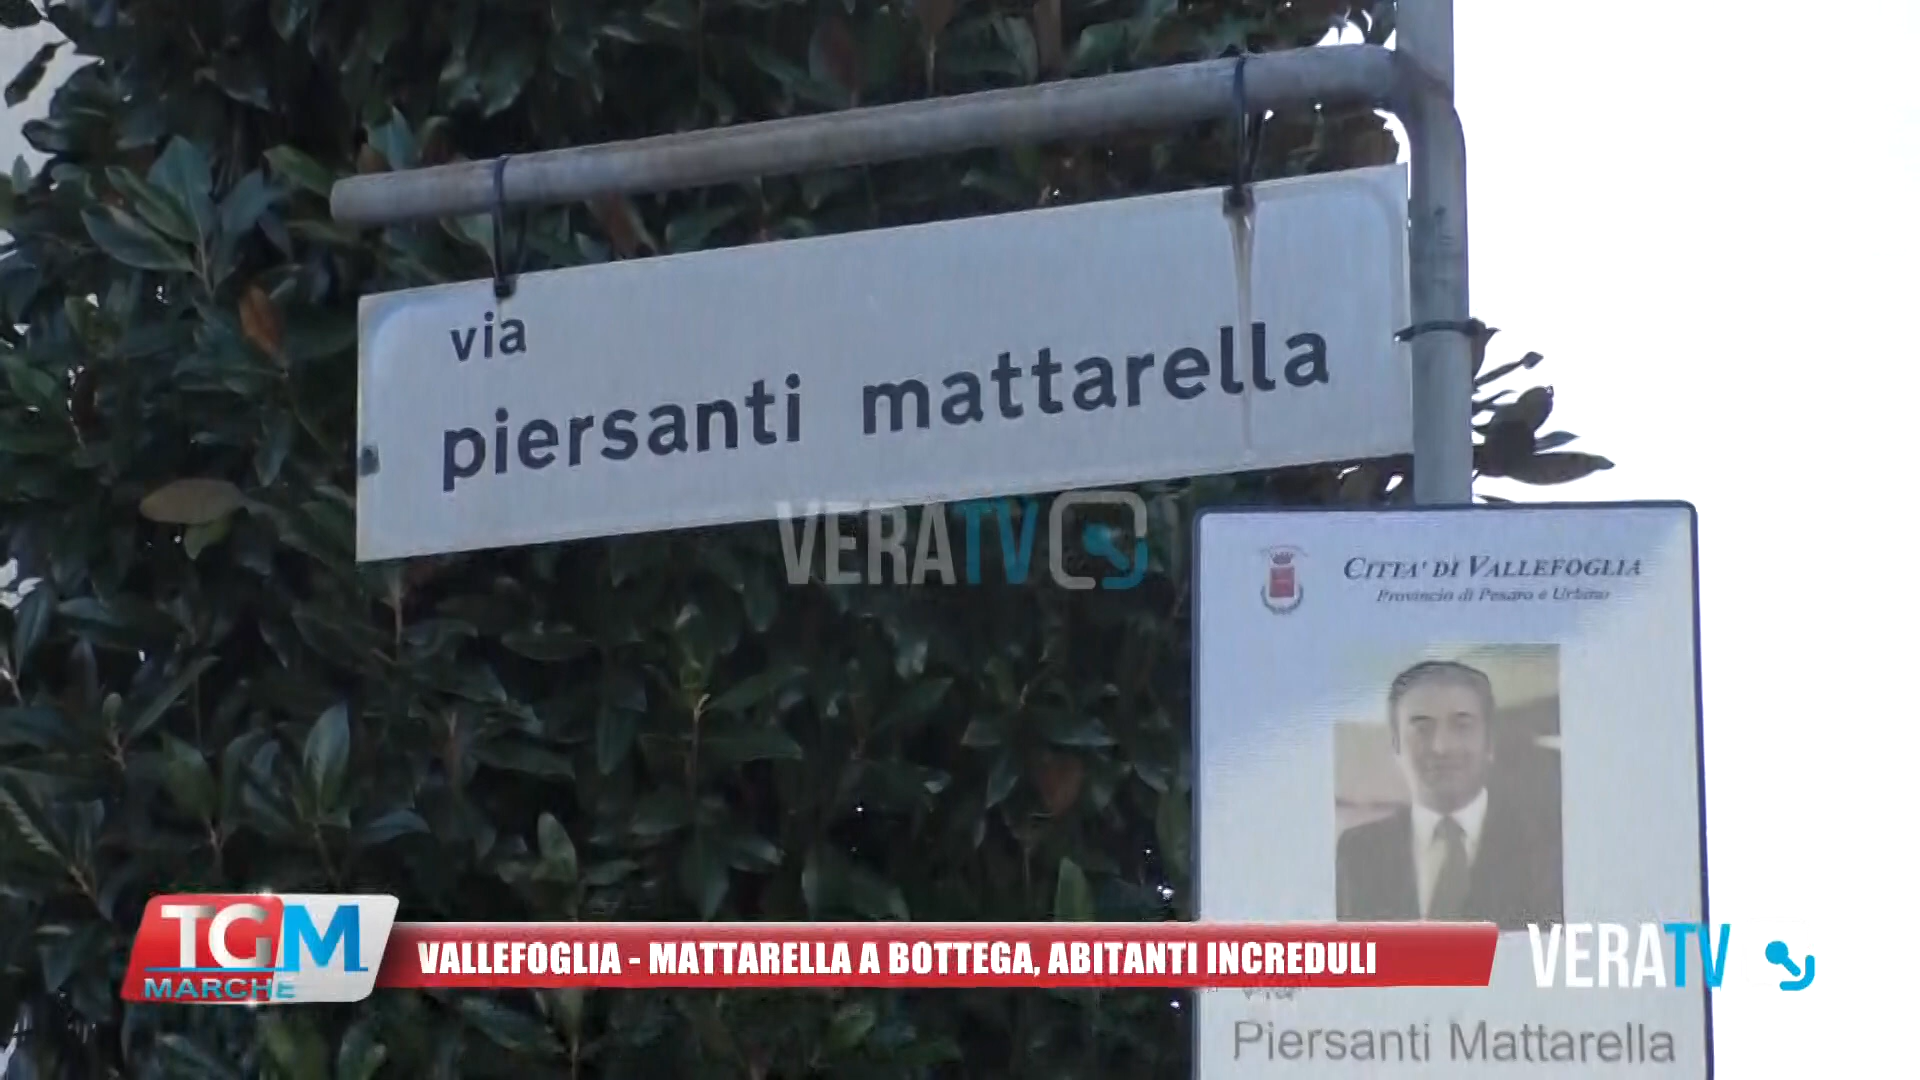 via
piersanti mattarella
VERATV
CITTA' DI VALLEFOGLIA
Provincia di Pesaro e Urbino
TGM
MARCHE
VALLEFOGLIA - MATTARELLA A BOTTEGA, ABITANTI INCREDULI
VERATV
Piersanti Mattarella